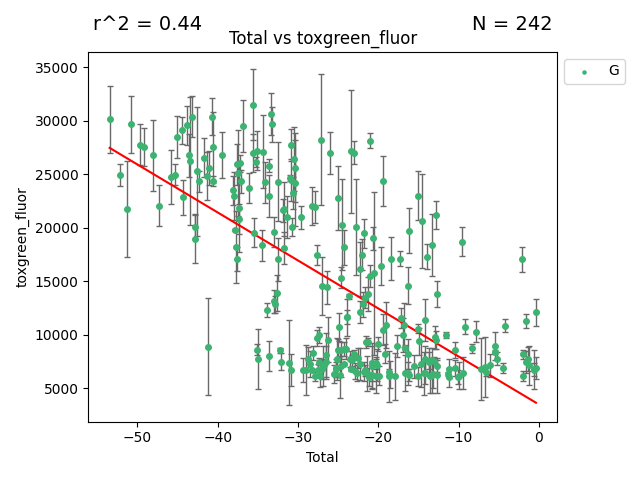 r^2 = 0.44
N = 242
Total vs toxgreen_fluor
G
35000
30000
25000
20000
15000
10000
5000
toxgreen_fluor
−50
−40
−30
−20
−10
0
Total